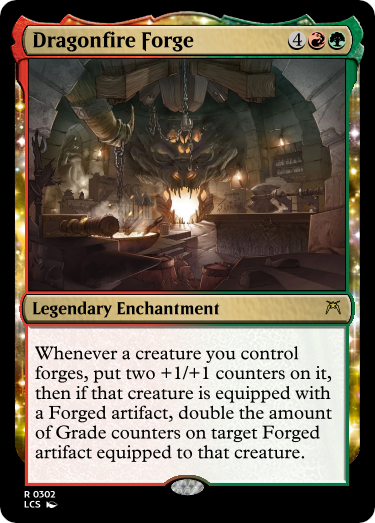 Dragonfire Forge 4
Legendary Enchantment
Whenever a creature you control
forges, put two +1/+1 counters on it,
then if that creature is equipped with
a Forged artifact, double the amount
of Grade counters on target Forged
artifact equipped to that creature.
R 0302
LCS